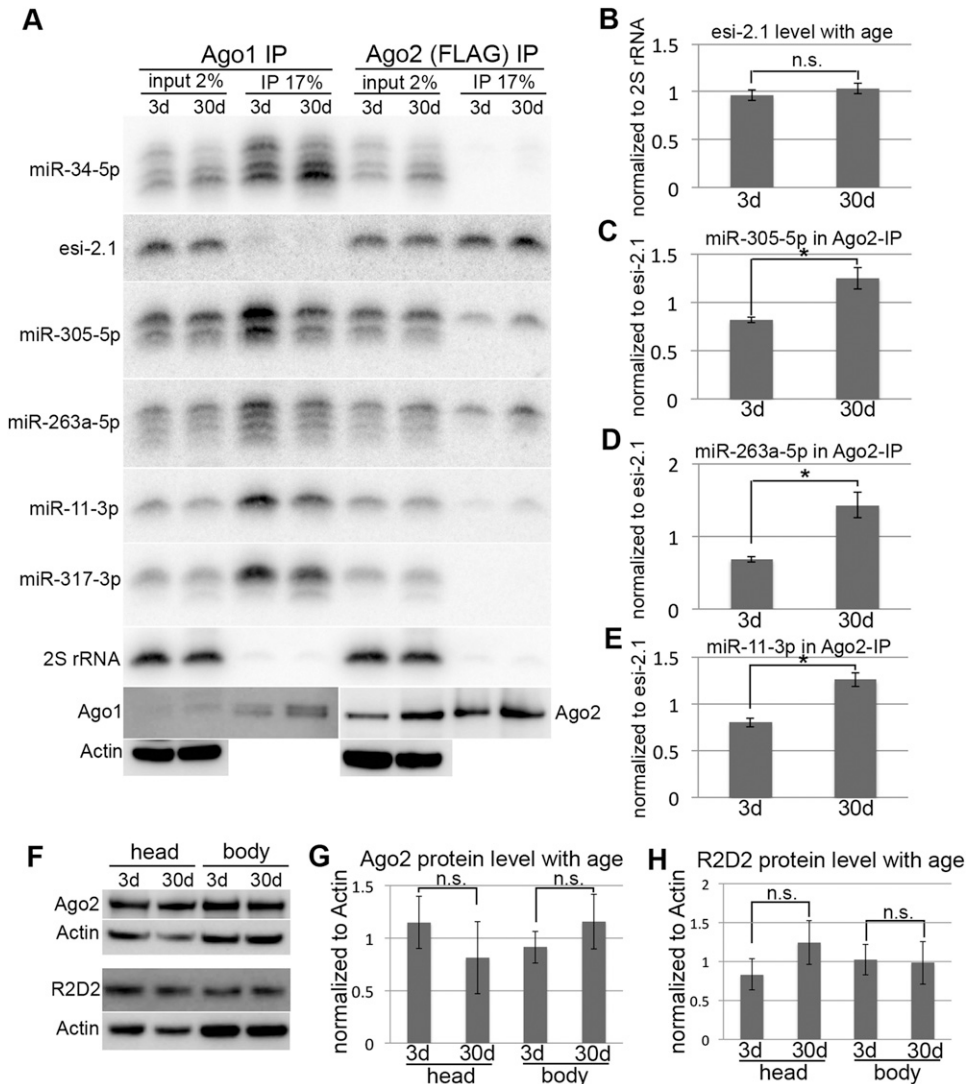 A
Ago1 IP Ago2 (FLAG) IP
input 2% IP 17% input 2% IP 17%
3d 30d 3d 30d 3d 30d 3d 30d
miR-34-5p
esi-2.1
miR-305-5p
miR-263a-5p
miR-11-3p
miR-317-3p
2S rRNA
Ago1 Ago2
Actin
B
esi-2.1 level with age
n.s.
normalized to 2S rRNA
1.5
1
0.5
0
3d 30d
C
miR-305-5p in Ago2-IP
*
normalized to esi-2.1
1.5
1
0.5
0
3d 30d
D
miR-263a-5p in Ago2-IP
*
normalized to esi-2.1
2
1
0
3d 30d
E
miR-11-3p in Ago2-IP
*
normalized to esi-2.1
1.5
1
0.5
0
3d 30d
F
head body
3d 30d 3d 30d
Ago2
Actin
R2D2
Actin
G
Ago2 protein level with age
n.s. n.s.
normalized to Actin
1.5
1
0.5
0
3d 30d 3d 30d
head body
H
R2D2 protein level with age
n.s. n.s.
normalized to Actin
2
1.5
1
0.5
0
3d 30d 3d 30d
head body